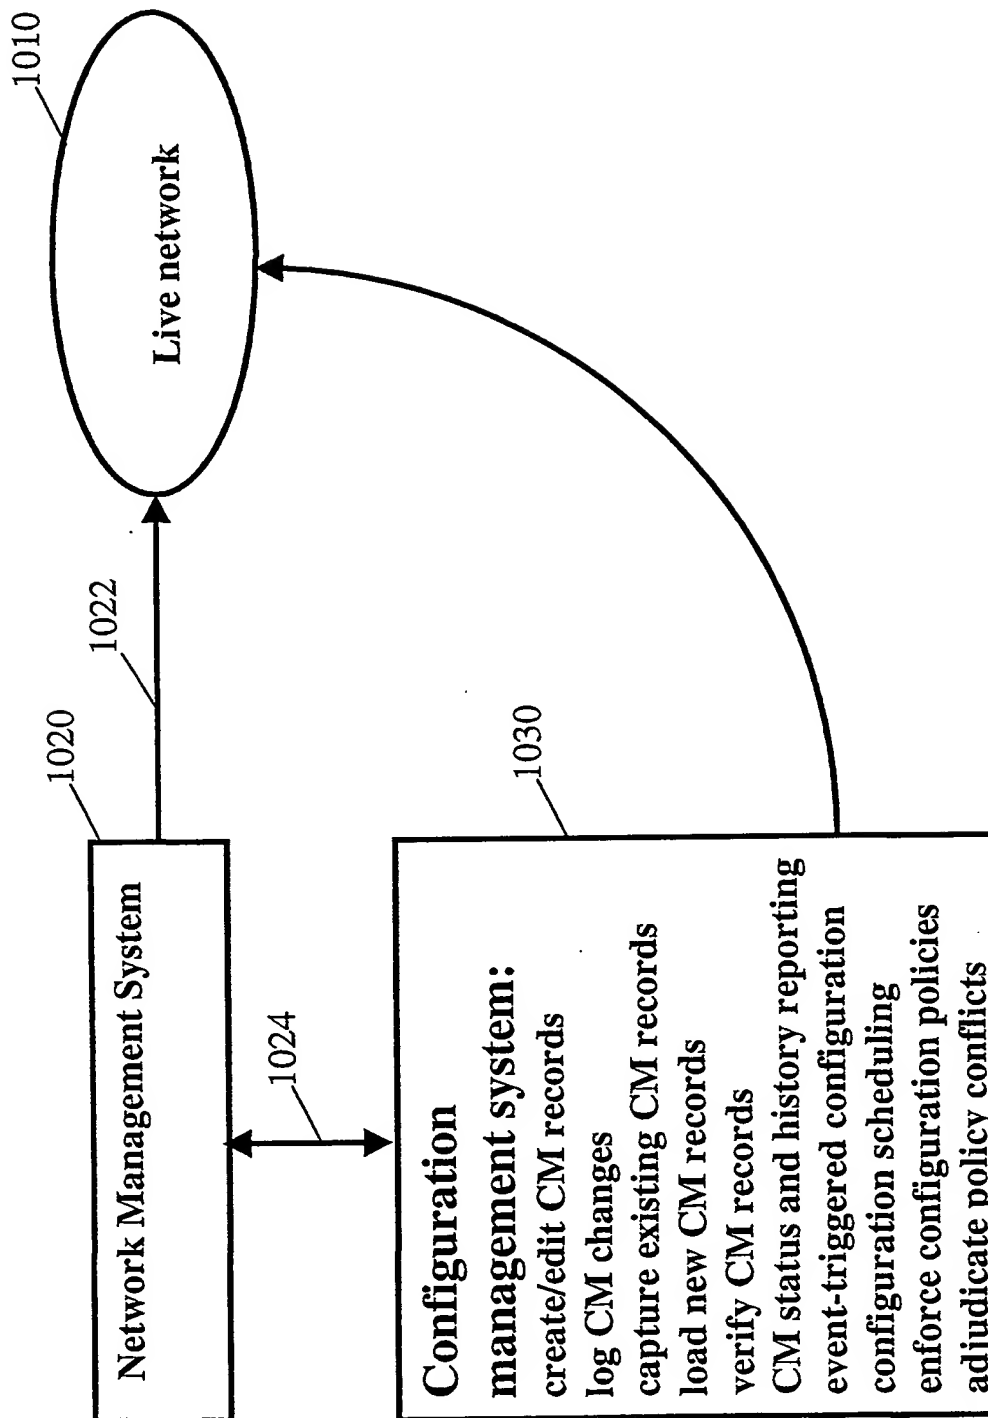 Network Management System
1020
1022
Live network
1010
1024
1030
Configuration
management system:
create/edit CM records
log CM changes
capture existing CM records
load new CM records
verify CM records
CM status and history reporting
event-triggered configuration
configuration scheduling
enforce configuration policies
adjudicate policy conflicts